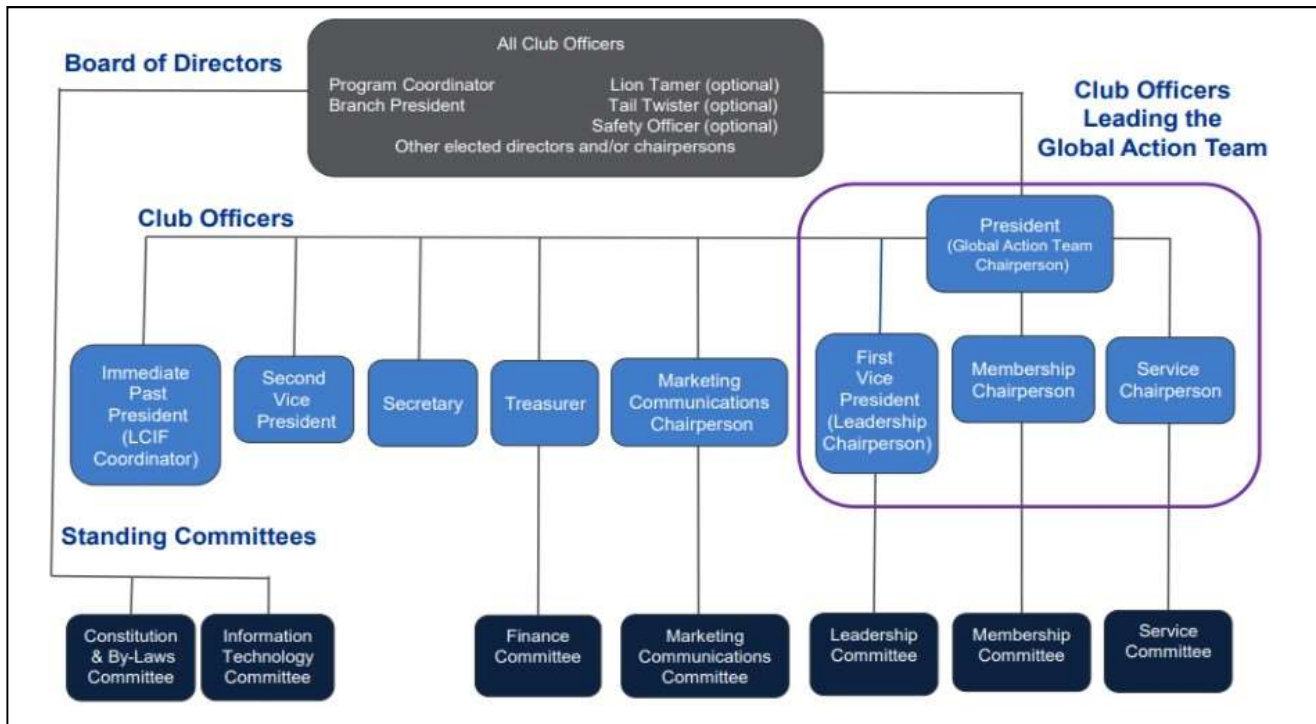 All Club Officers
Board of Directors
Program Coordinator
Lion Tamer (optional)
Branch President
Tail Twister (optional)
Safety Officer (optional)
Other elected directors and/or chairpersons
Club Officers
Leading the
Global Action Team
Club Officers
President
(Global Action Team
Chairperson)
Immediate
Past
President
(LCIF
Coordinator)
Second
Vice
President
Secretary
Treasurer
Marketing
Communications
Chairperson
First
Vice
President
(Leadership
Chairperson)
Membership
Chairperson
Service
Chairperson
Standing Committees
Constitution
& By-Laws
Committee
Information
Technology
Committee
Finance
Committee
Marketing
Communications
Committee
Leadership
Committee
Membership
Committee
Service
Committee